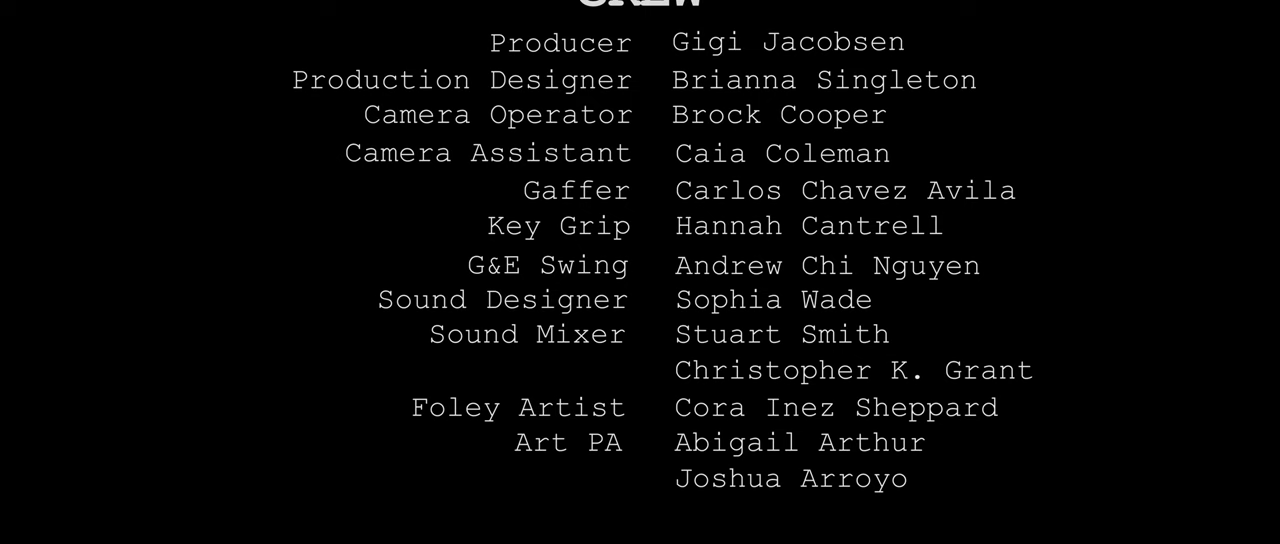 CREW
Producer Gigi Jacobsen
Production Designer Brianna Singleton
Camera Operator Brock Cooper
Camera Assistant Caia Coleman
Gaffer Carlos Chavez Avila
Key Grip Hannah Cantrell
G&E Swing Andrew Chi Nguyen
Sound Designer Sophia Wade
Sound Mixer Stuart Smith
Christopher K. Grant
Foley Artist Cora Inez Sheppard
Art PA Abigail Arthur
Joshua Arroyo